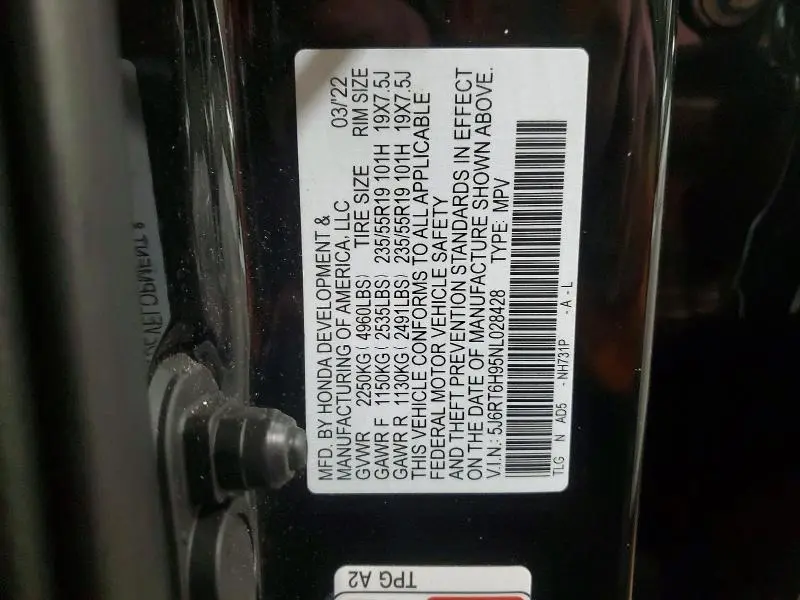 MFD. BY HONDA DEVELOPMENT &
MANUFACTURING OF AMERICA, LLC 03/'22
GVWR 2250KG( 4960LBS) TIRE SIZE RIM SIZE
GAWR F 1150KG( 2535LBS) 235/55R19 101H 19X7.5J
GAWR R 1130KG( 2491LBS) 235/55R19 101H 19X7.5J
THIS VEHICLE CONFORMS TO ALL APPLICABLE
FEDERAL MOTOR VEHICLE SAFETY
AND THEFT PREVENTION STANDARDS IN EFFECT
ON THE DATE OF MANUFACTURE SHOWN ABOVE.
V.I.N.: 5J6RT6H95NL028428 TYPE: MPV
TLG N AD5 - NH731P - A - L
TPG A2